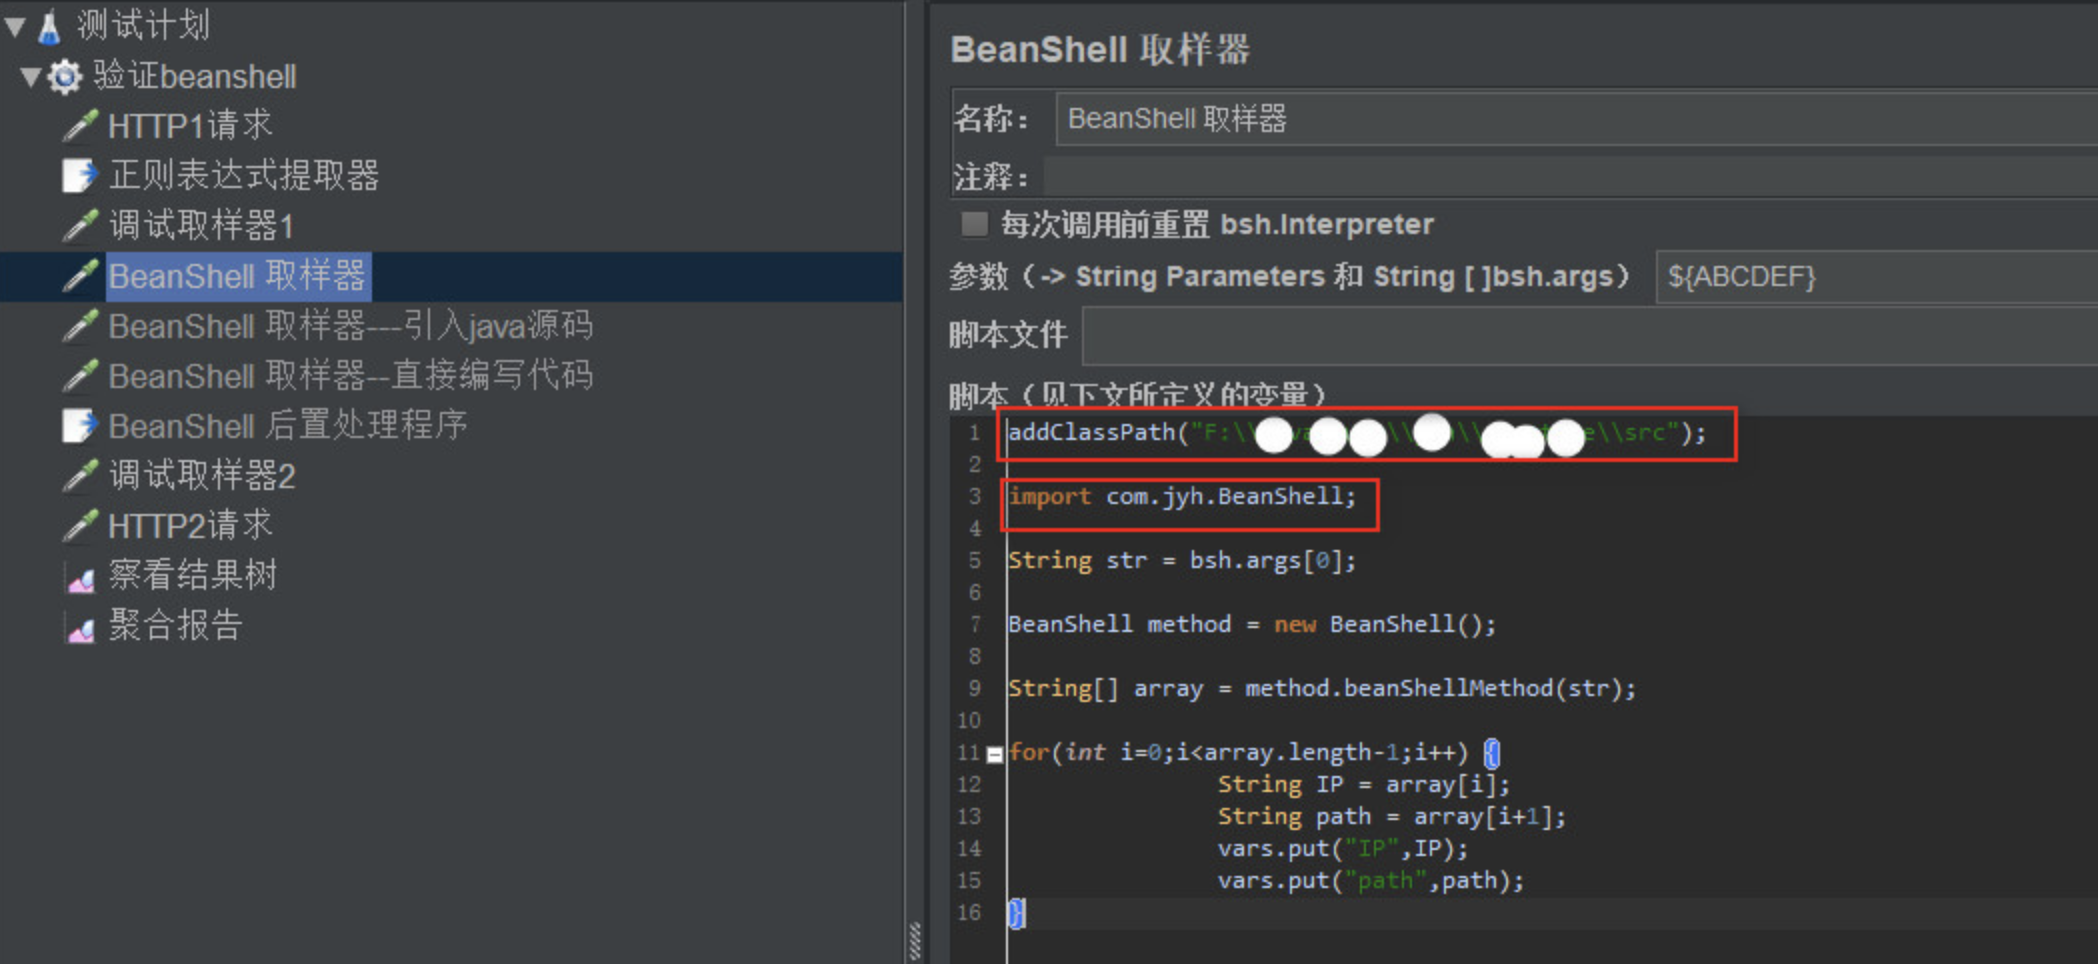 测试计划
验证beanshell
HTTP1请求
正则表达式提取器
调试取样器1
BeanShell 取样器
BeanShell 取样器---引入java源码
BeanShell 取样器--直接编写代码
BeanShell 后置处理程序
调试取样器2
HTTP2请求
察看结果树
聚合报告
BeanShell 取样器
名称： BeanShell 取样器
注释：
每次调用前重置 bsh.Interpreter
参数（-> String Parameters 和 String [ ]bsh.args） ${ABCDEF}
脚本文件
脚本（见下文所定义的变量）
1 addClassPath("F:\\ \\ \\ e\\src");
2
3 import com.jyh.BeanShell;
4
5 String str = bsh.args[0];
6
7 BeanShell method = new BeanShell();
8
9 String[] array = method.beanShellMethod(str);
10
11 for(int i=0;i<array.length-1;i++) {
12 String IP = array[i];
13 String path = array[i+1];
14 vars.put("IP",IP);
15 vars.put("path",path);
16 }